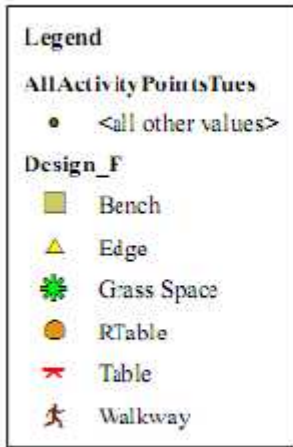 Legend
AllActivityPointsTues
<all other values>
Design_F
Bench
Edge
Grass Space
RTable
Table
Walkway